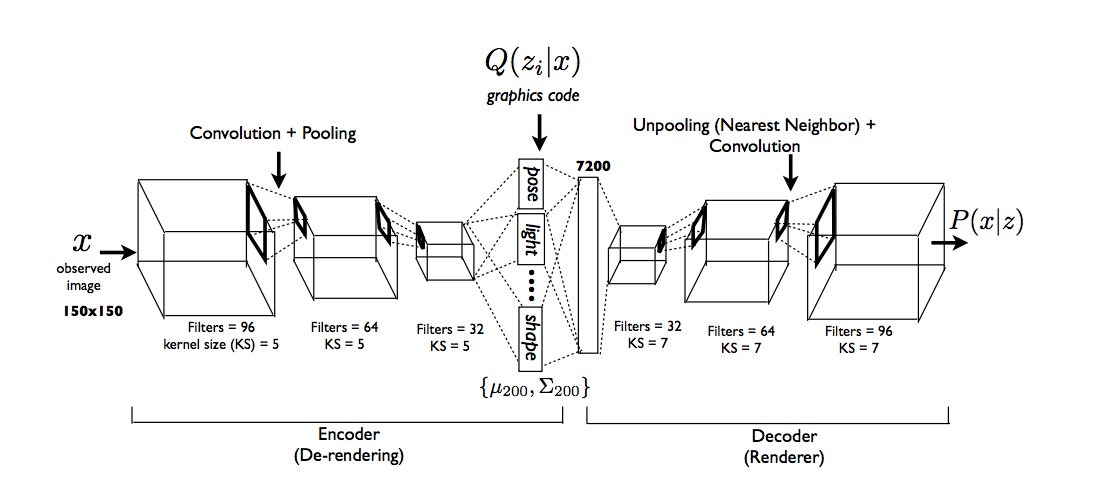 Q(z_i|x)
graphics code
Convolution + Pooling
Unpooling (Nearest Neighbor) +
Convolution
7200
pose
light
shape
x
observed
image
150x150
P(x|z)
Filters = 96
kernel size (KS) = 5
Filters = 64
KS = 5
Filters = 32
KS = 5
{μ_200, Σ_200}
Filters = 32
KS = 7
Filters = 64
KS = 7
Filters = 96
KS = 7
Encoder
(De-rendering)
Decoder
(Renderer)